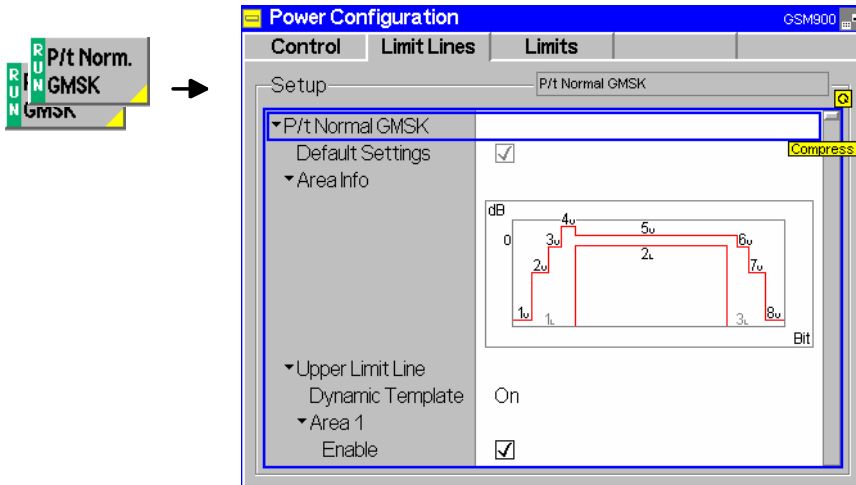 Power Configuration GSM900
Control Limit Lines Limits
RUN P/t Norm.
GMSK
RUN P
GMSK
Setup P/t Normal GMSK
P/t Normal GMSK
Compress
Default Settings
Area Info
dB
0
1U 2U 3U 4U 5U 6U 7U 8U
1L 2L 3L
Bit
Upper Limit Line
Dynamic Template On
Area 1
Enable